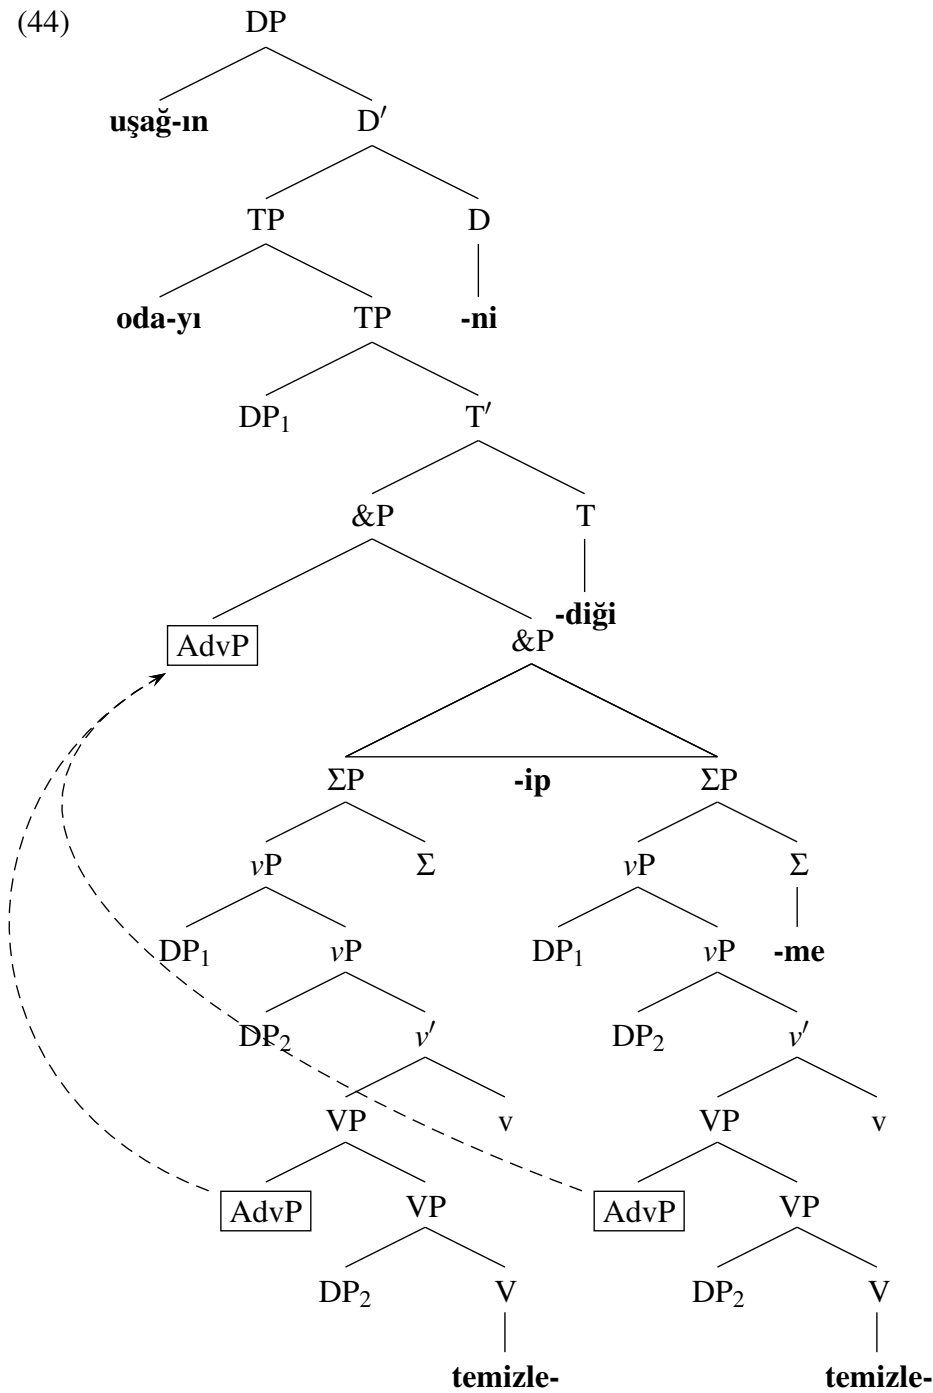 (44) DP
uşağ-ın D′
TP D
oda-yı TP -ni
DP₁ T′
&P T
-diği
AdvP &P
ΣP -ip ΣP
vP Σ vP Σ
DP₁ vP DP₁ vP -me
DP₂ v′ DP₂ v′
VP v VP v
AdvP VP AdvP VP
DP₂ V DP₂ V
temizle- temizle-